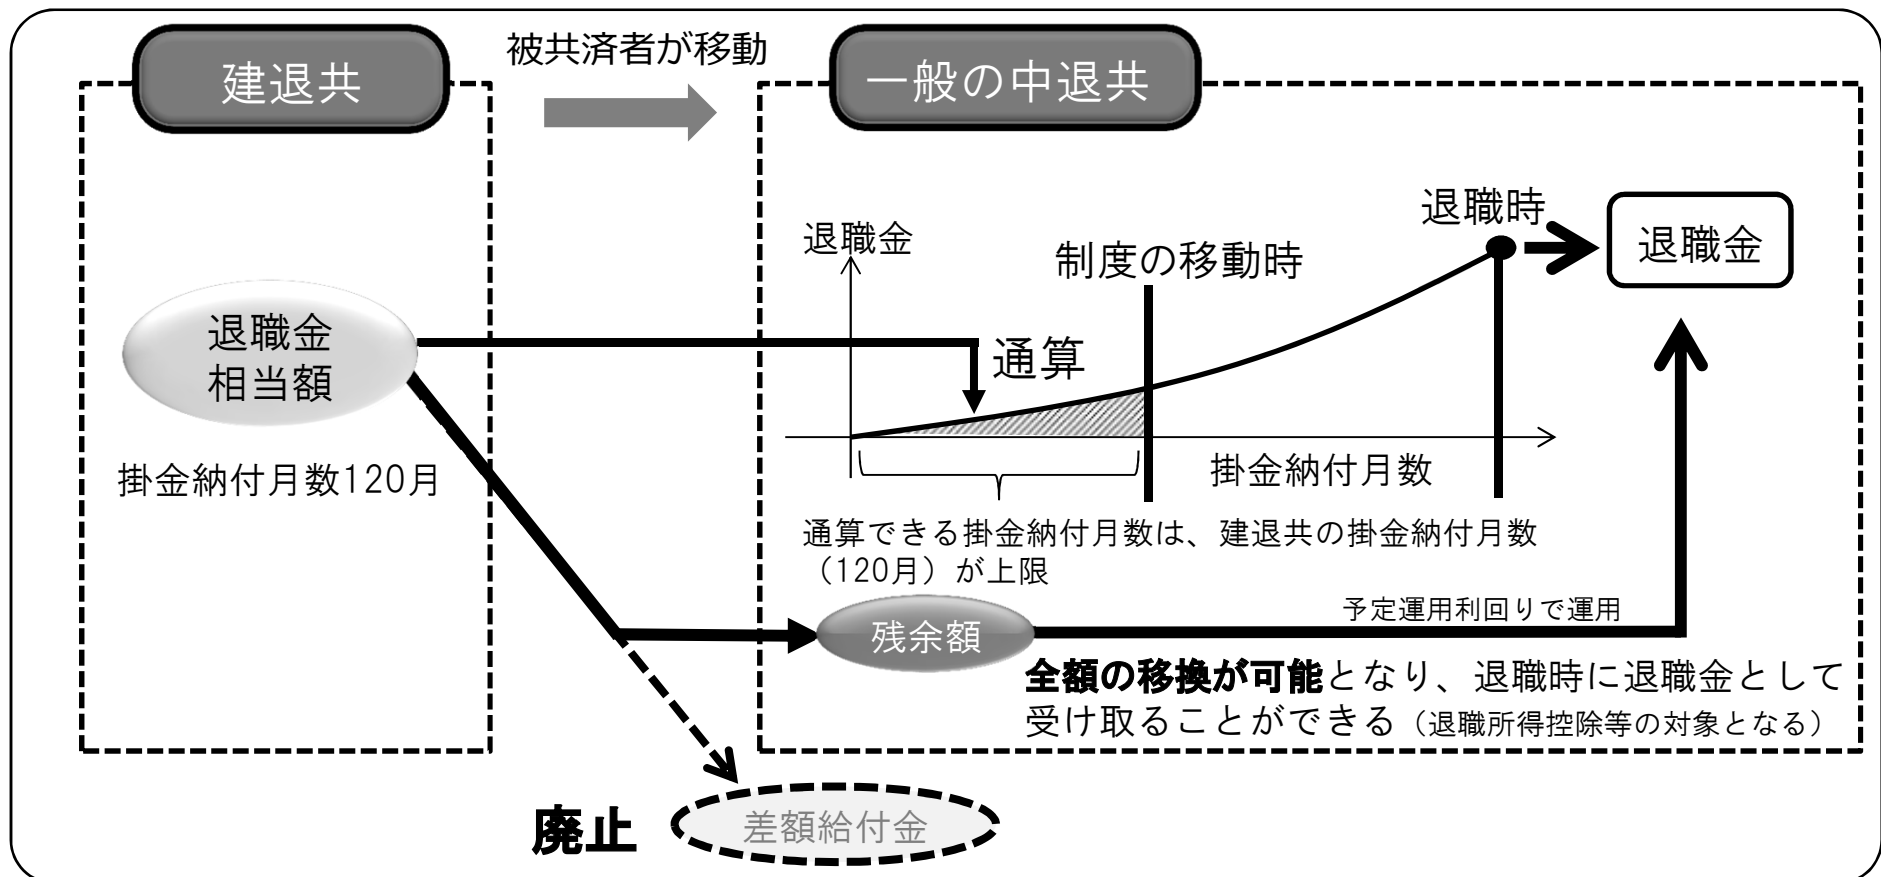 建退共
被共済者が移動
一般の中退共
退職金
相当額
掛金納付月数120月
退職金
制度の移動時
退職時
退職金
通算
掛金納付月数
通算できる掛金納付月数は、建退共の掛金納付月数
（120月）が上限
残余額
予定運用利回りで運用
全額の移換が可能となり、退職時に退職金として
受け取ることができる（退職所得控除等の対象となる）
廃止
差額給付金